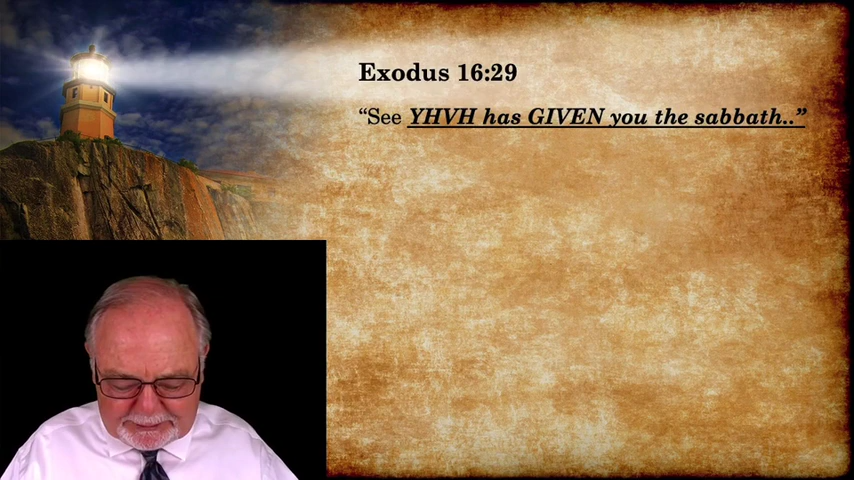 Exodus 16:29
“See YHVH has GIVEN you the sabbath..”